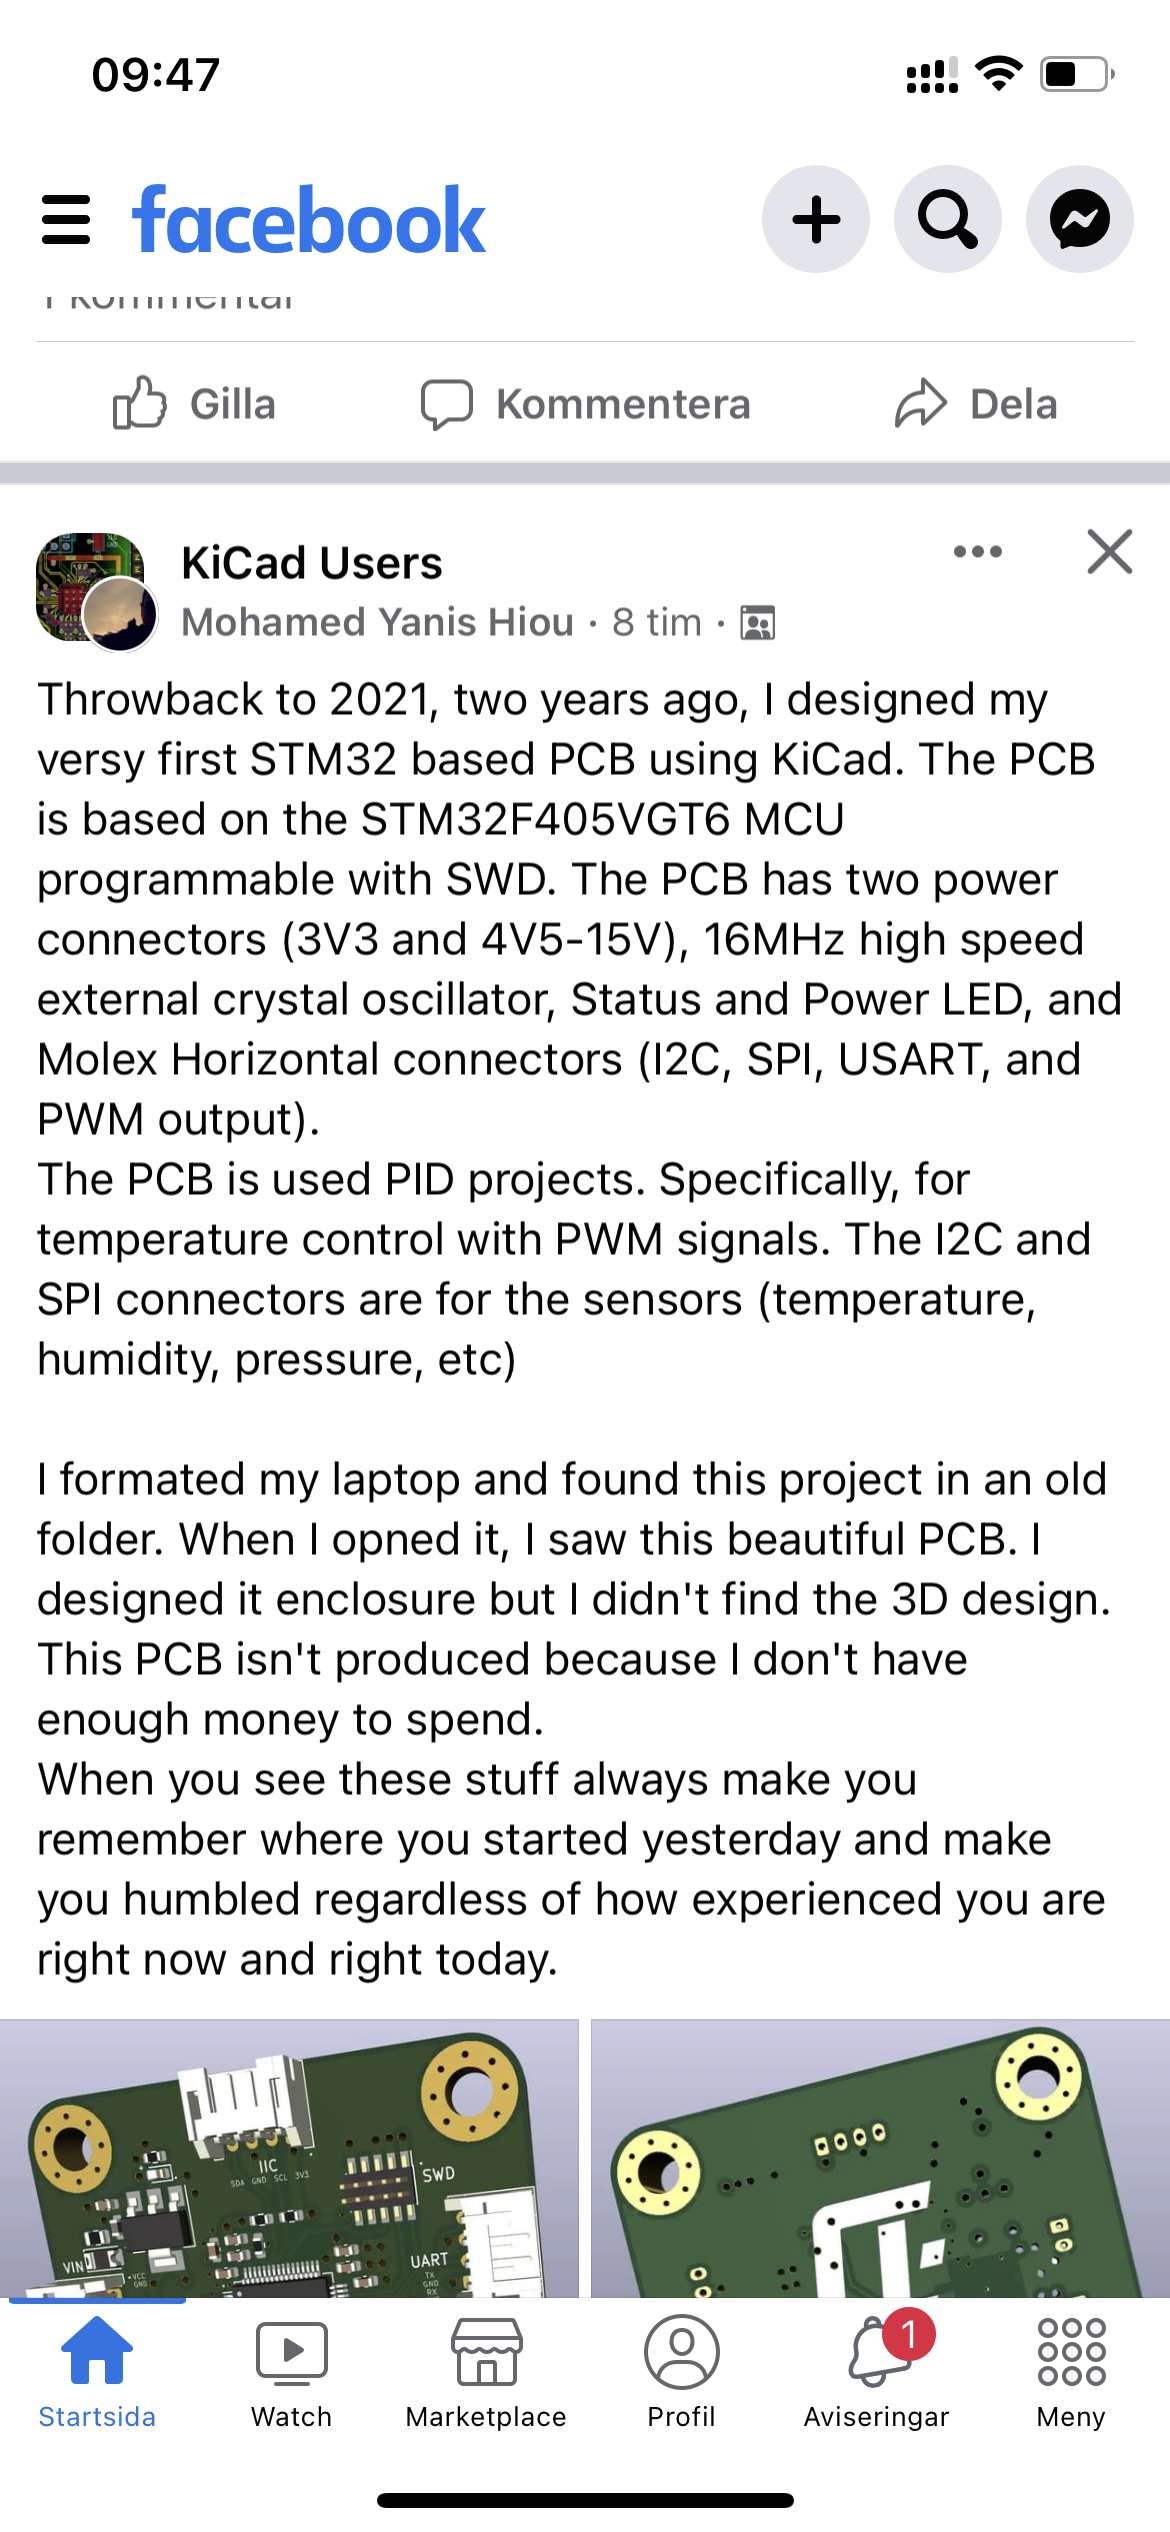 09:47
facebook
1 kommentar
Gilla
Kommentera
Dela
KiCad Users
Mohamed Yanis Hiou · 8 tim ·
Throwback to 2021, two years ago, I designed my
versy first STM32 based PCB using KiCad. The PCB
is based on the STM32F405VGT6 MCU
programmable with SWD. The PCB has two power
connectors (3V3 and 4V5-15V), 16MHz high speed
external crystal oscillator, Status and Power LED, and
Molex Horizontal connectors (I2C, SPI, USART, and
PWM output).
The PCB is used PID projects. Specifically, for
temperature control with PWM signals. The I2C and
SPI connectors are for the sensors (temperature,
humidity, pressure, etc)
I formated my laptop and found this project in an old
folder. When I opned it, I saw this beautiful PCB. I
designed it enclosure but I didn't find the 3D design.
This PCB isn't produced because I don't have
enough money to spend.
When you see these stuff always make you
remember where you started yesterday and make
you humbled regardless of how experienced you are
right now and right today.
IIC
SDA GND SCL 3V3
SWD
UART
TX
GND
RX
VIN
VCC
GND
1
Startsida
Watch
Marketplace
Profil
Aviseringar
Meny